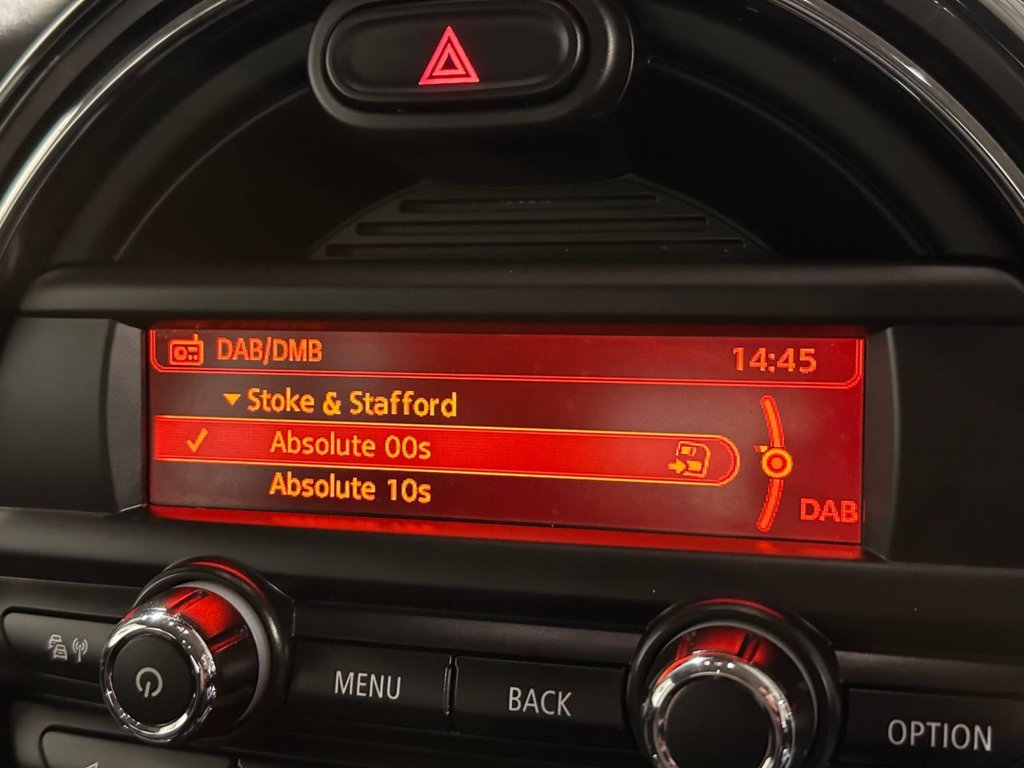 DAB/DMB 14:45
Stoke & Stafford
Absolute 00s
Absolute 10s
DAB
MENU
BACK
OPTION